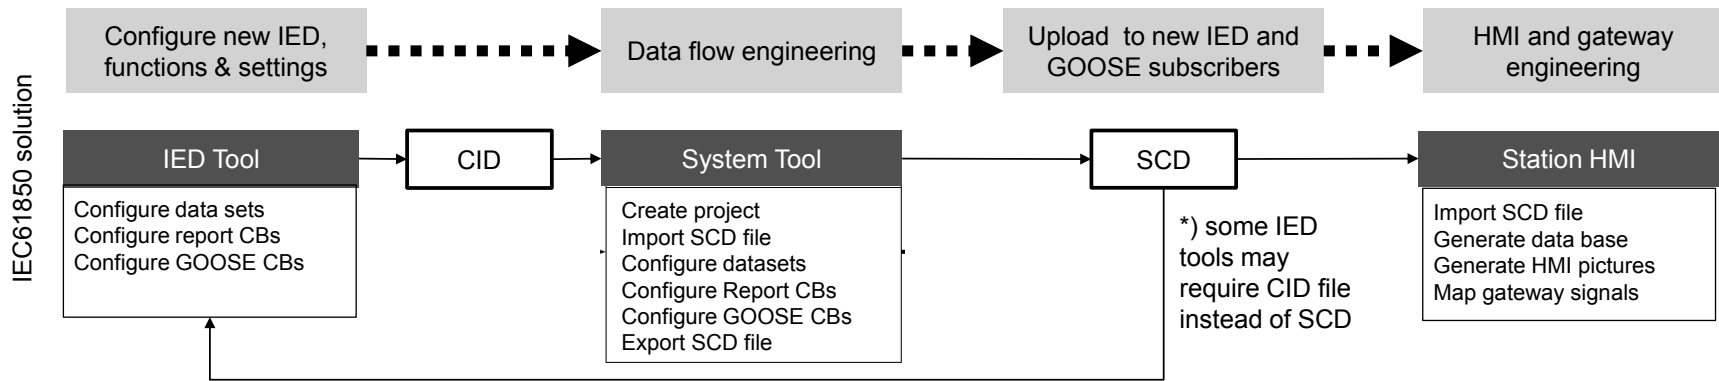 Configure new IED,
functions & settings
Data flow engineering
Upload to new IED and
GOOSE subscribers
HMI and gateway
engineering
IEC61850 solution
IED Tool
CID
System Tool
SCD
Station HMI
Configure data sets
Configure report CBs
Configure GOOSE CBs
Create project
Import SCD file
Configure datasets
Configure Report CBs
Configure GOOSE CBs
Export SCD file
*) some IED
tools may
require CID file
instead of SCD
Import SCD file
Generate data base
Generate HMI pictures
Map gateway signals